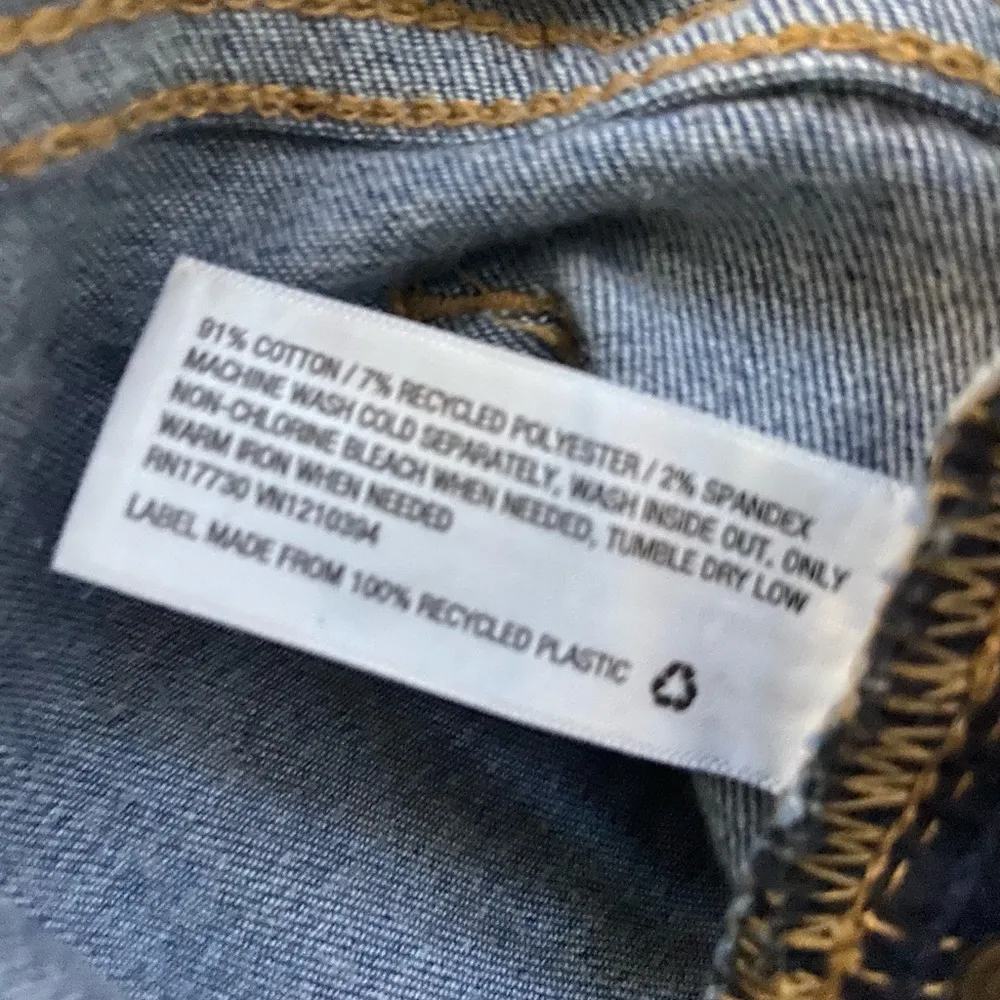 91% COTTON / 7% RECYCLED POLYESTER / 2% SPANDEX
MACHINE WASH COLD SEPARATELY, WASH INSIDE OUT, ONLY
NON-CHLORINE BLEACH WHEN NEEDED, TUMBLE DRY LOW
WARM IRON WHEN NEEDED
RN17730 VN1210394
LABEL MADE FROM 100% RECYCLED PLASTIC